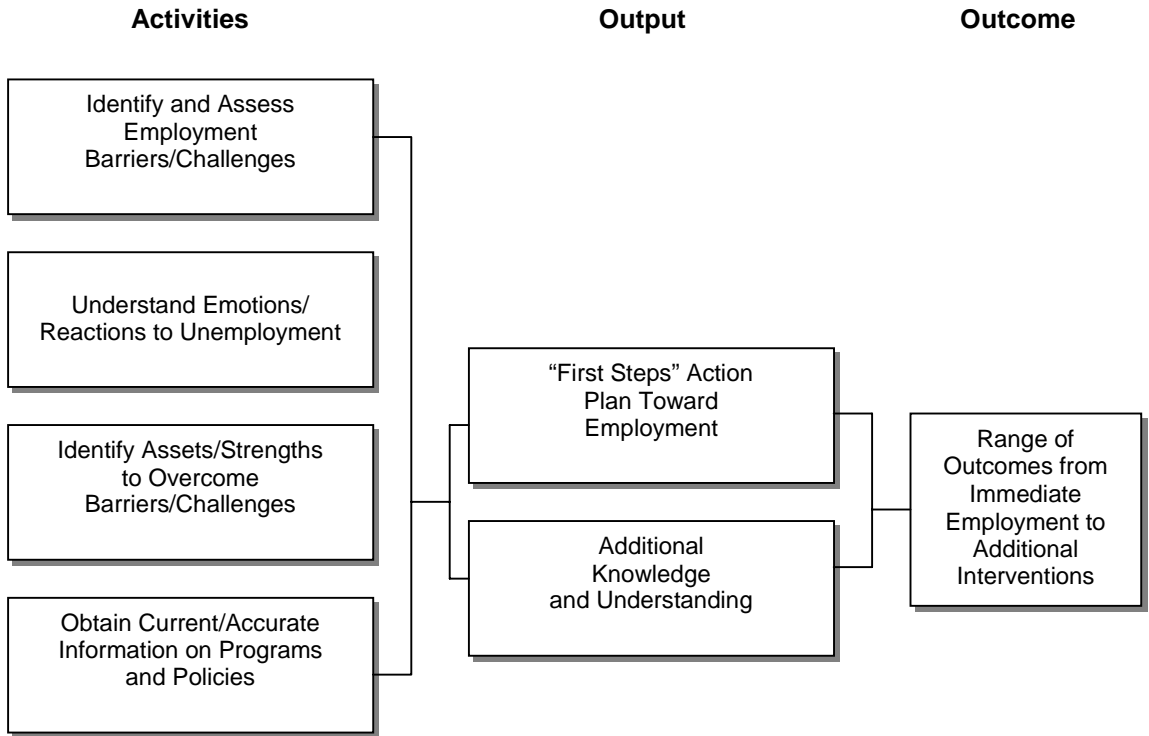 Activities
Output
Outcome
Identify and Assess
Employment
Barriers/Challenges
Understand Emotions/
Reactions to Unemployment
Identify Assets/Strengths
to Overcome
Barriers/Challenges
Obtain Current/Accurate
Information on Programs
and Policies
“First Steps” Action
Plan Toward
Employment
Additional
Knowledge
and Understanding
Range of
Outcomes from
Immediate
Employment to
Additional
Interventions